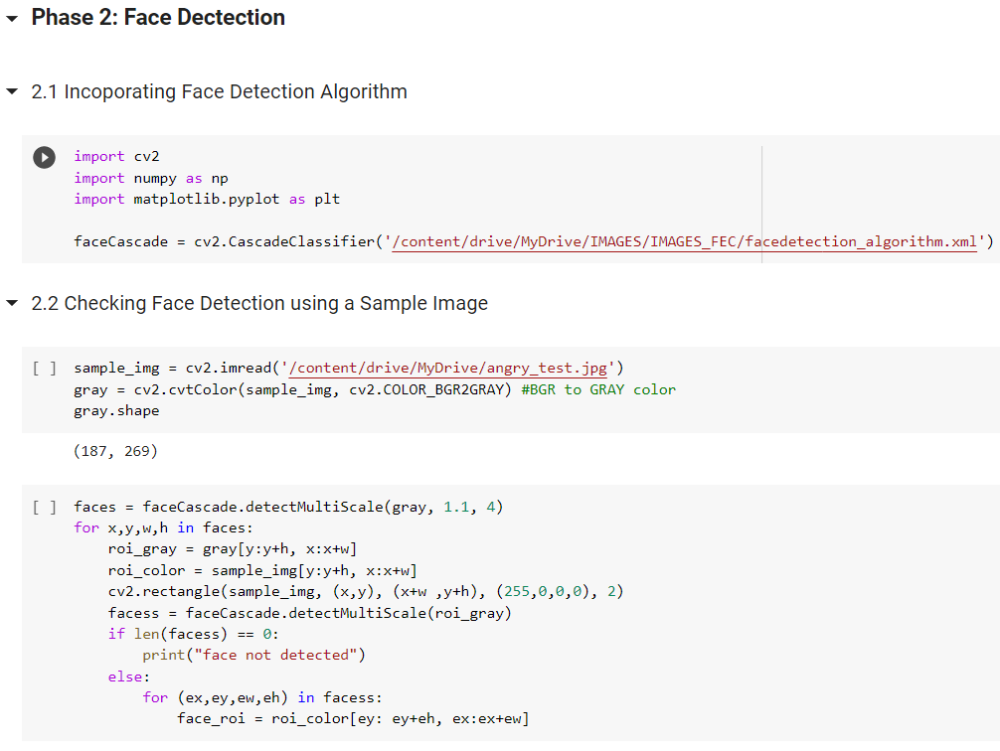 Phase 2: Face Dectection
2.1 Incoporating Face Detection Algorithm
import cv2
import numpy as np
import matplotlib.pyplot as plt
faceCascade = cv2.CascadeClassifier('/content/drive/MyDrive/IMAGES/IMAGES_FEC/facedetection_algorithm.xml')
2.2 Checking Face Detection using a Sample Image
[ ] sample_img = cv2.imread('/content/drive/MyDrive/angry_test.jpg')
gray = cv2.cvtColor(sample_img, cv2.COLOR_BGR2GRAY) #BGR to GRAY color
gray.shape
(187, 269)
[ ] faces = faceCascade.detectMultiScale(gray, 1.1, 4)
for x,y,w,h in faces:
    roi_gray = gray[y:y+h, x:x+w]
    roi_color = sample_img[y:y+h, x:x+w]
    cv2.rectangle(sample_img, (x,y), (x+w ,y+h), (255,0,0,0), 2)
    facess = faceCascade.detectMultiScale(roi_gray)
    if len(facess) == 0:
        print("face not detected")
    else:
        for (ex,ey,ew,eh) in facess:
            face_roi = roi_color[ey: ey+eh, ex:ex+ew]